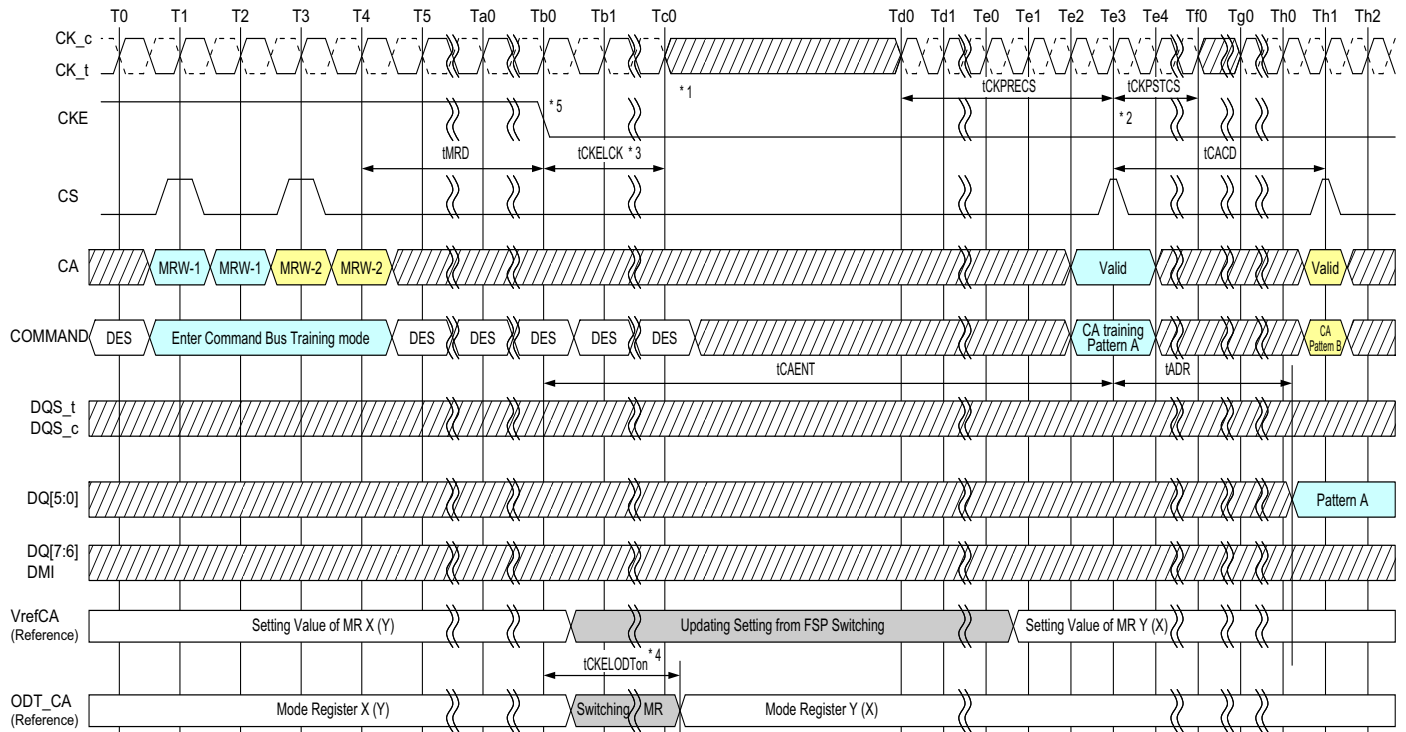 T0 T1 T2 T3 T4 T5 Ta0 Tb0 Tb1 Tc0 Td0 Td1 Te0 Te1 Te2 Te3 Te4 Tf0 Tg0 Th0 Th1 Th2
CK_c
CK_t
* 1
tCKPRECS tCKPSTCS
CKE
* 5
* 2
tMRD tCKELCK * 3 tCACD
CS
CA MRW-1 MRW-1 MRW-2 MRW-2 Valid Valid
COMMAND DES Enter Command Bus Training mode DES DES DES DES DES CA training Pattern A CA Pattern B
tCAENT tADR
DQS_t
DQS_c
DQ[5:0] Pattern A
DQ[7:6]
DMI
VrefCA
(Reference)
Setting Value of MR X (Y) Updating Setting from FSP Switching Setting Value of MR Y (X)
tCKELODTon * 4
ODT_CA
(Reference)
Mode Register X (Y) Switching MR Mode Register Y (X)